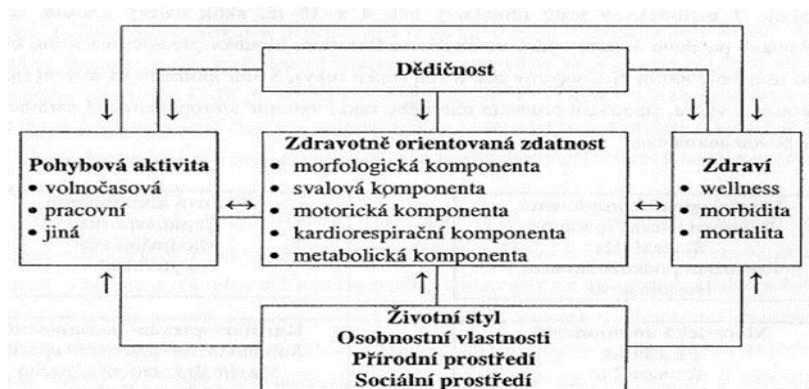 Dědičnost
Pohybová aktivita
• volnočasová
• pracovní
• jiná
Zdravotně orientovaná zdatnost
• morfologická komponenta
• svalová komponenta
• motorická komponenta
• kardiorespirační komponenta
• metabolická komponenta
Zdraví
• wellness
• morbidita
• mortalita
Životní styl
Osobnostní vlastnosti
Přírodní prostředí
Sociální prostředí